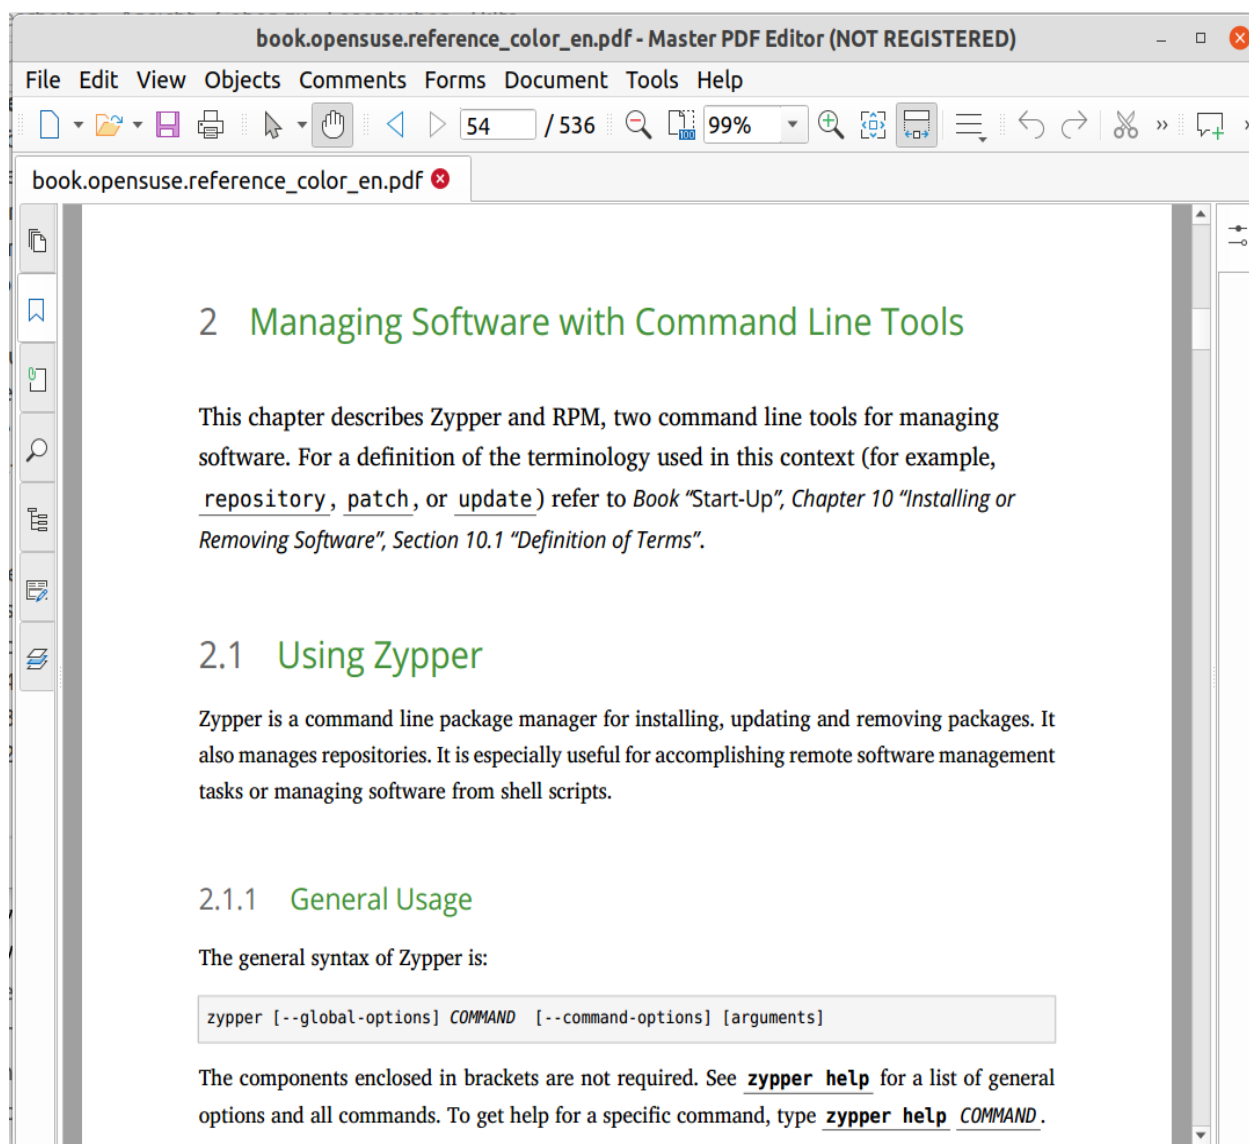 book.opensuse.reference_color_en.pdf - Master PDF Editor (NOT REGISTERED)
File Edit View Objects Comments Forms Document Tools Help
54 / 536 100 99%
book.opensuse.reference_color_en.pdf
2 Managing Software with Command Line Tools
This chapter describes Zypper and RPM, two command line tools for managing
software. For a definition of the terminology used in this context (for example,
repository, patch, or update) refer to Book “Start-Up”, Chapter 10 “Installing or
Removing Software”, Section 10.1 “Definition of Terms”.
2.1 Using Zypper
Zypper is a command line package manager for installing, updating and removing packages. It
also manages repositories. It is especially useful for accomplishing remote software management
tasks or managing software from shell scripts.
2.1.1 General Usage
The general syntax of Zypper is:
zypper [--global-options] COMMAND [--command-options] [arguments]
The components enclosed in brackets are not required. See zypper help for a list of general
options and all commands. To get help for a specific command, type zypper help COMMAND.